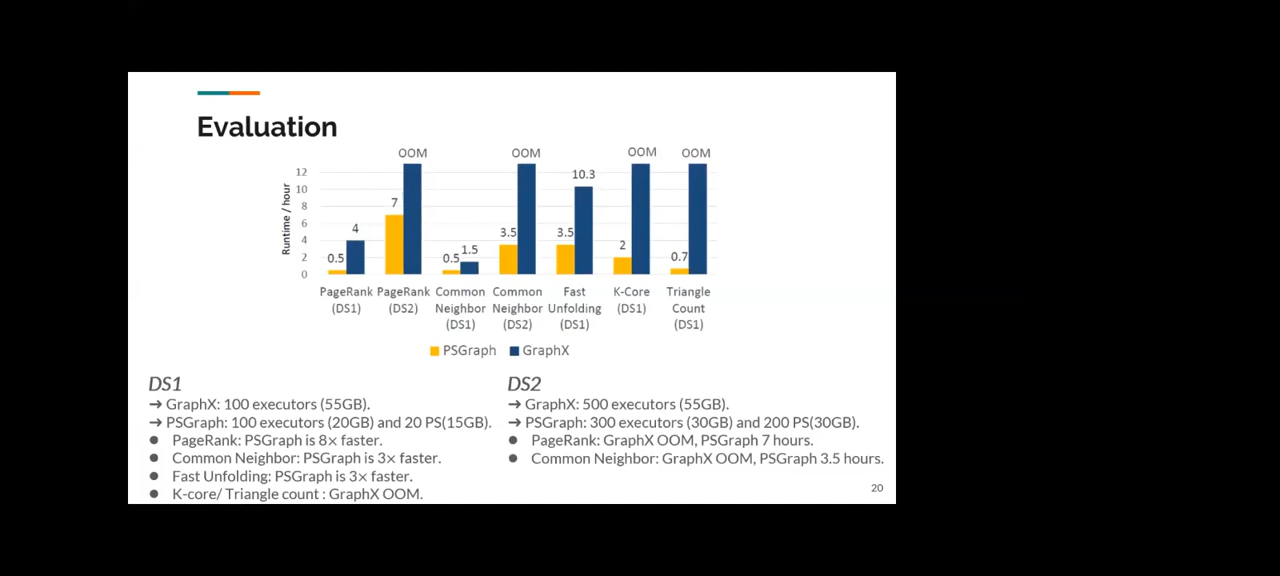 Evaluation
OOM OOM OOM OOM
12
10
8
6
4
2
0
Runtime / hour
0.5 4 7 0.5 1.5 3.5 3.5 10.3 2 0.7
PageRank (DS1)
PageRank (DS2)
Common Neighbor (DS1)
Common Neighbor (DS2)
Fast Unfolding (DS1)
K-Core (DS1)
Triangle Count (DS1)
PSGraph GraphX
DS1
➔ GraphX: 100 executors (55GB).
➔ PSGraph: 100 executors (20GB) and 20 PS(15GB).
● PageRank: PSGraph is 8× faster.
● Common Neighbor: PSGraph is 3× faster.
● Fast Unfolding: PSGraph is 3× faster.
● K-core/ Triangle count : GraphX OOM.
DS2
➔ GraphX: 500 executors (55GB).
➔ PSGraph: 300 executors (30GB) and 200 PS(30GB).
● PageRank: GraphX OOM, PSGraph 7 hours.
● Common Neighbor: GraphX OOM, PSGraph 3.5 hours.
20